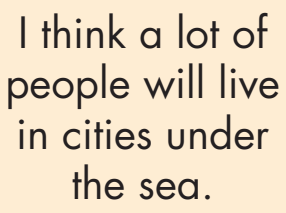 I think a lot of
people will live
in cities under
the sea.